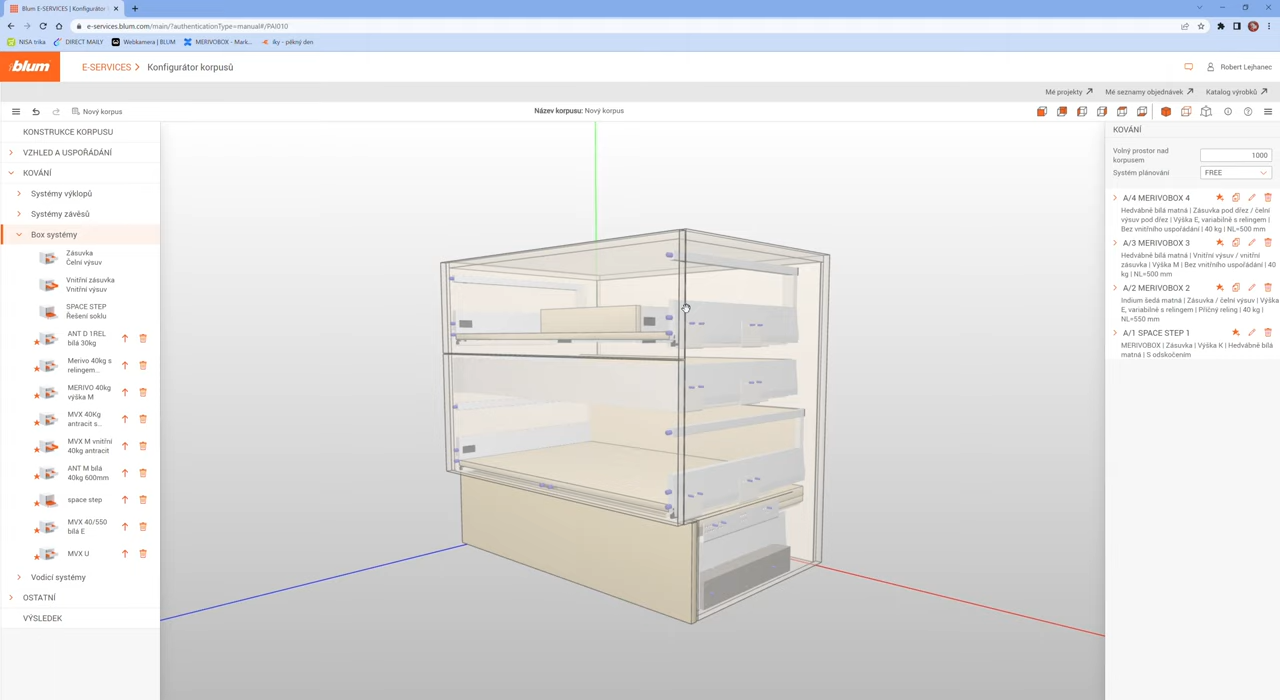 Blum E-SERVICES | Konfigurátor k
e-services.blum.com/main/?authenticationType=manual#/PAI010
NISA trika
DIRECT MAILY
Webkamera | BLUM
MERIVOBOX - Mark...
iky - pěkný den
blum
E-SERVICES
Konfigurátor korpusů
Robert Lejhanec
Mé projekty
Mé seznamy objednávek
Katalog výrobků
Nový korpus
Název korpusu: Nový korpus
KONSTRUKCE KORPUSU
VZHLED A USPOŘÁDÁNÍ
KOVÁNÍ
Systémy výklopů
Systémy závěsů
Box systémy
Zásuvka
Čelní výsuv
Vnitřní zásuvka
Vnitřní výsuv
SPACE STEP
Řešení soklu
ANT D 1REL
bílá 30kg
Merivo 40kg s
relingem...
MERIVO 40kg
výška M
MVX 40Kg
antracit s...
MVX M vnitřní
40kg antracit
ANT M bílá
40kg 600mm
space step
MVX 40/550
bílá E
MVX U
Vodicí systémy
OSTATNÍ
VÝSLEDEK
KOVÁNÍ
Volný prostor nad
korpusem
1000
Systém plánování
FREE
A/4 MERIVOBOX 4
Hedvábně bílá matná | Zásuvka pod dřez / čelní
výsuv pod dřez | Výška E, variabilně s relingem |
Bez vnitřního uspořádání | 40 kg | NL=500 mm
A/3 MERIVOBOX 3
Hedvábně bílá matná | Vnitřní výsuv / vnitřní
zásuvka | Výška M | Bez vnitřního uspořádání | 40
kg | NL=500 mm
A/2 MERIVOBOX 2
Indium šedá matná | Zásuvka / čelní výsuv | Výška
E, variabilně s relingem | Příčný reling | 40 kg |
NL=550 mm
A/1 SPACE STEP 1
MERIVOBOX | Zásuvka | Výška K | Hedvábně bílá
matná | S odskočením